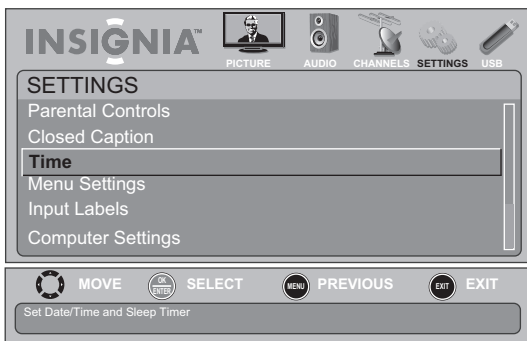 INSIGNIA™
PICTURE AUDIO CHANNELS SETTINGS USB
SETTINGS
Parental Controls
Closed Caption
Time
Menu Settings
Input Labels
Computer Settings
MOVE OK ENTER SELECT MENU PREVIOUS EXIT EXIT
Set Date/Time and Sleep Timer